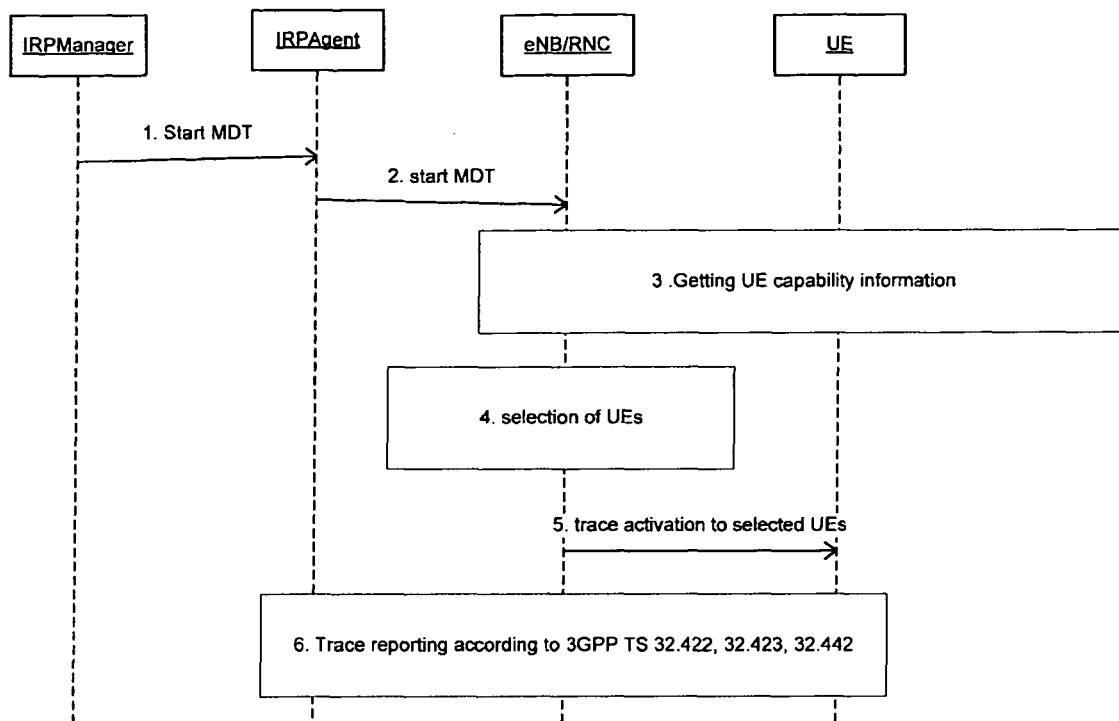 IRPManager
IRPAgent
eNB/RNC
UE
1. Start MDT
2. start MDT
3 .Getting UE capability information
4. selection of UEs
5. trace activation to selected UEs
6. Trace reporting according to 3GPP TS 32.422, 32.423, 32.442